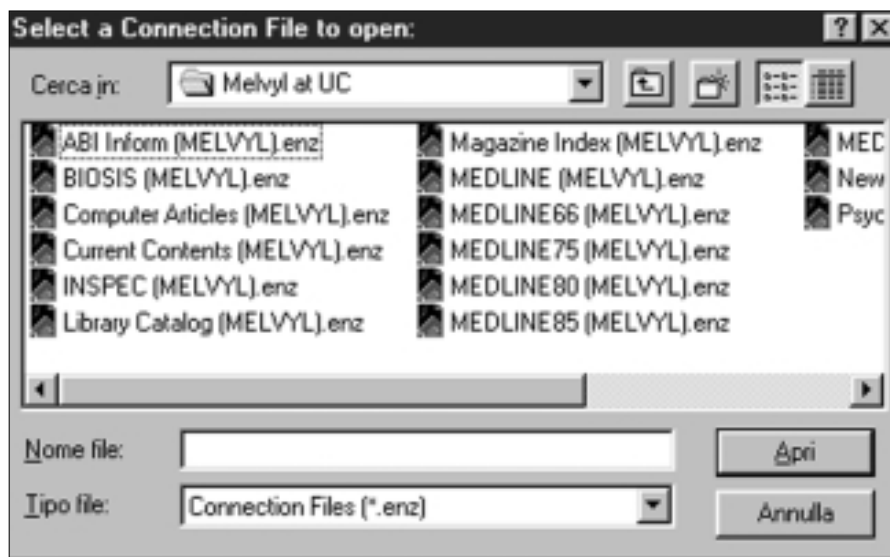 Select a Connection File to open:
Cerca in: Melvyl at UC
ABI Inform (MELVYL).enz
BIOSIS (MELVYL).enz
Computer Articles (MELVYL).enz
Current Contents (MELVYL).enz
INSPEC (MELVYL).enz
Library Catalog (MELVYL).enz
Magazine Index (MELVYL).enz
MEDLINE (MELVYL).enz
MEDLINE66 (MELVYL).enz
MEDLINE75 (MELVYL).enz
MEDLINE80 (MELVYL).enz
MEDLINE85 (MELVYL).enz
MED
New
Psyc
Nome file:
Apri
Tipo file: Connection Files (*.enz)
Annulla